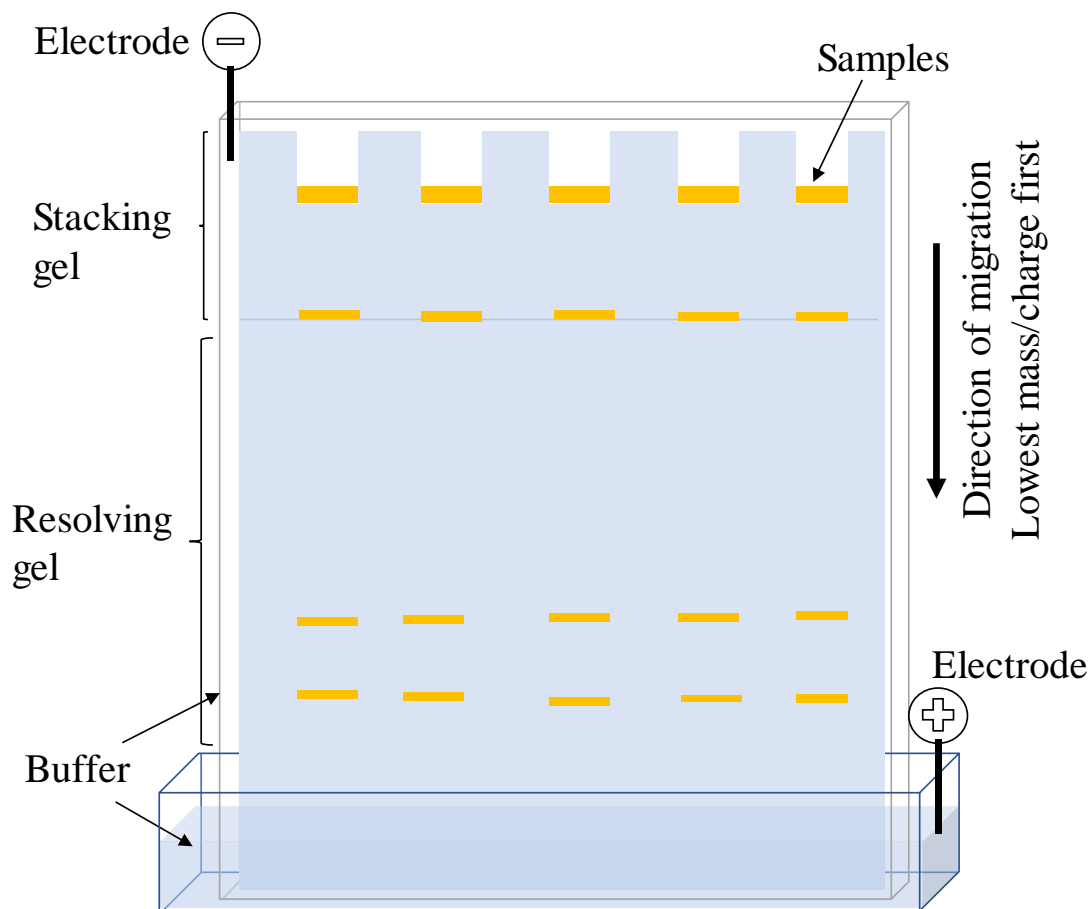 Electrode
Samples
Stacking
gel
Direction of migration
Lowest mass/charge first
Resolving
gel
Electrode
Buffer